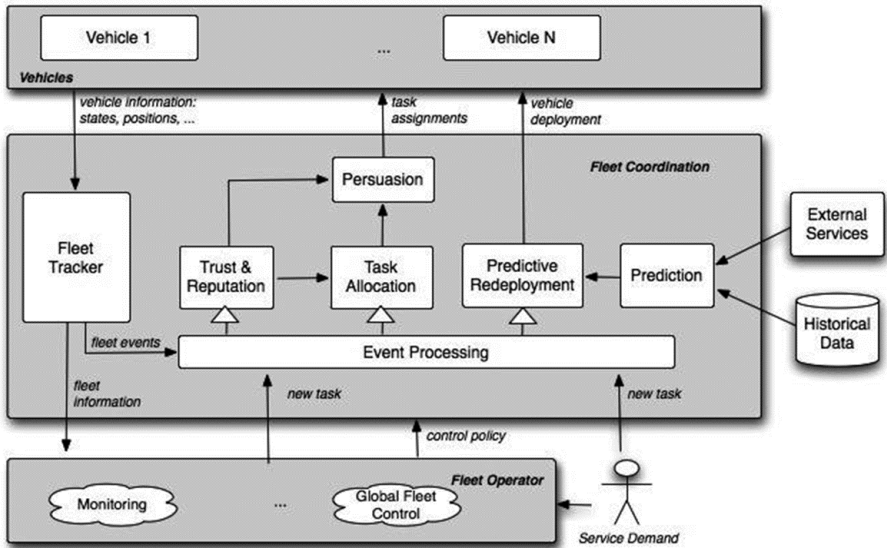 Vehicle 1
...
Vehicle N
Vehicles
vehicle information:
states, positions, ...
task
assignments
vehicle
deployment
Fleet Coordination
Persuasion
Fleet
Tracker
Trust &
Reputation
Task
Allocation
Predictive
Redeployment
Prediction
External
Services
Historical
Data
fleet events
Event Processing
fleet
information
new task
new task
control policy
Fleet Operator
Monitoring
...
Global Fleet
Control
Service Demand